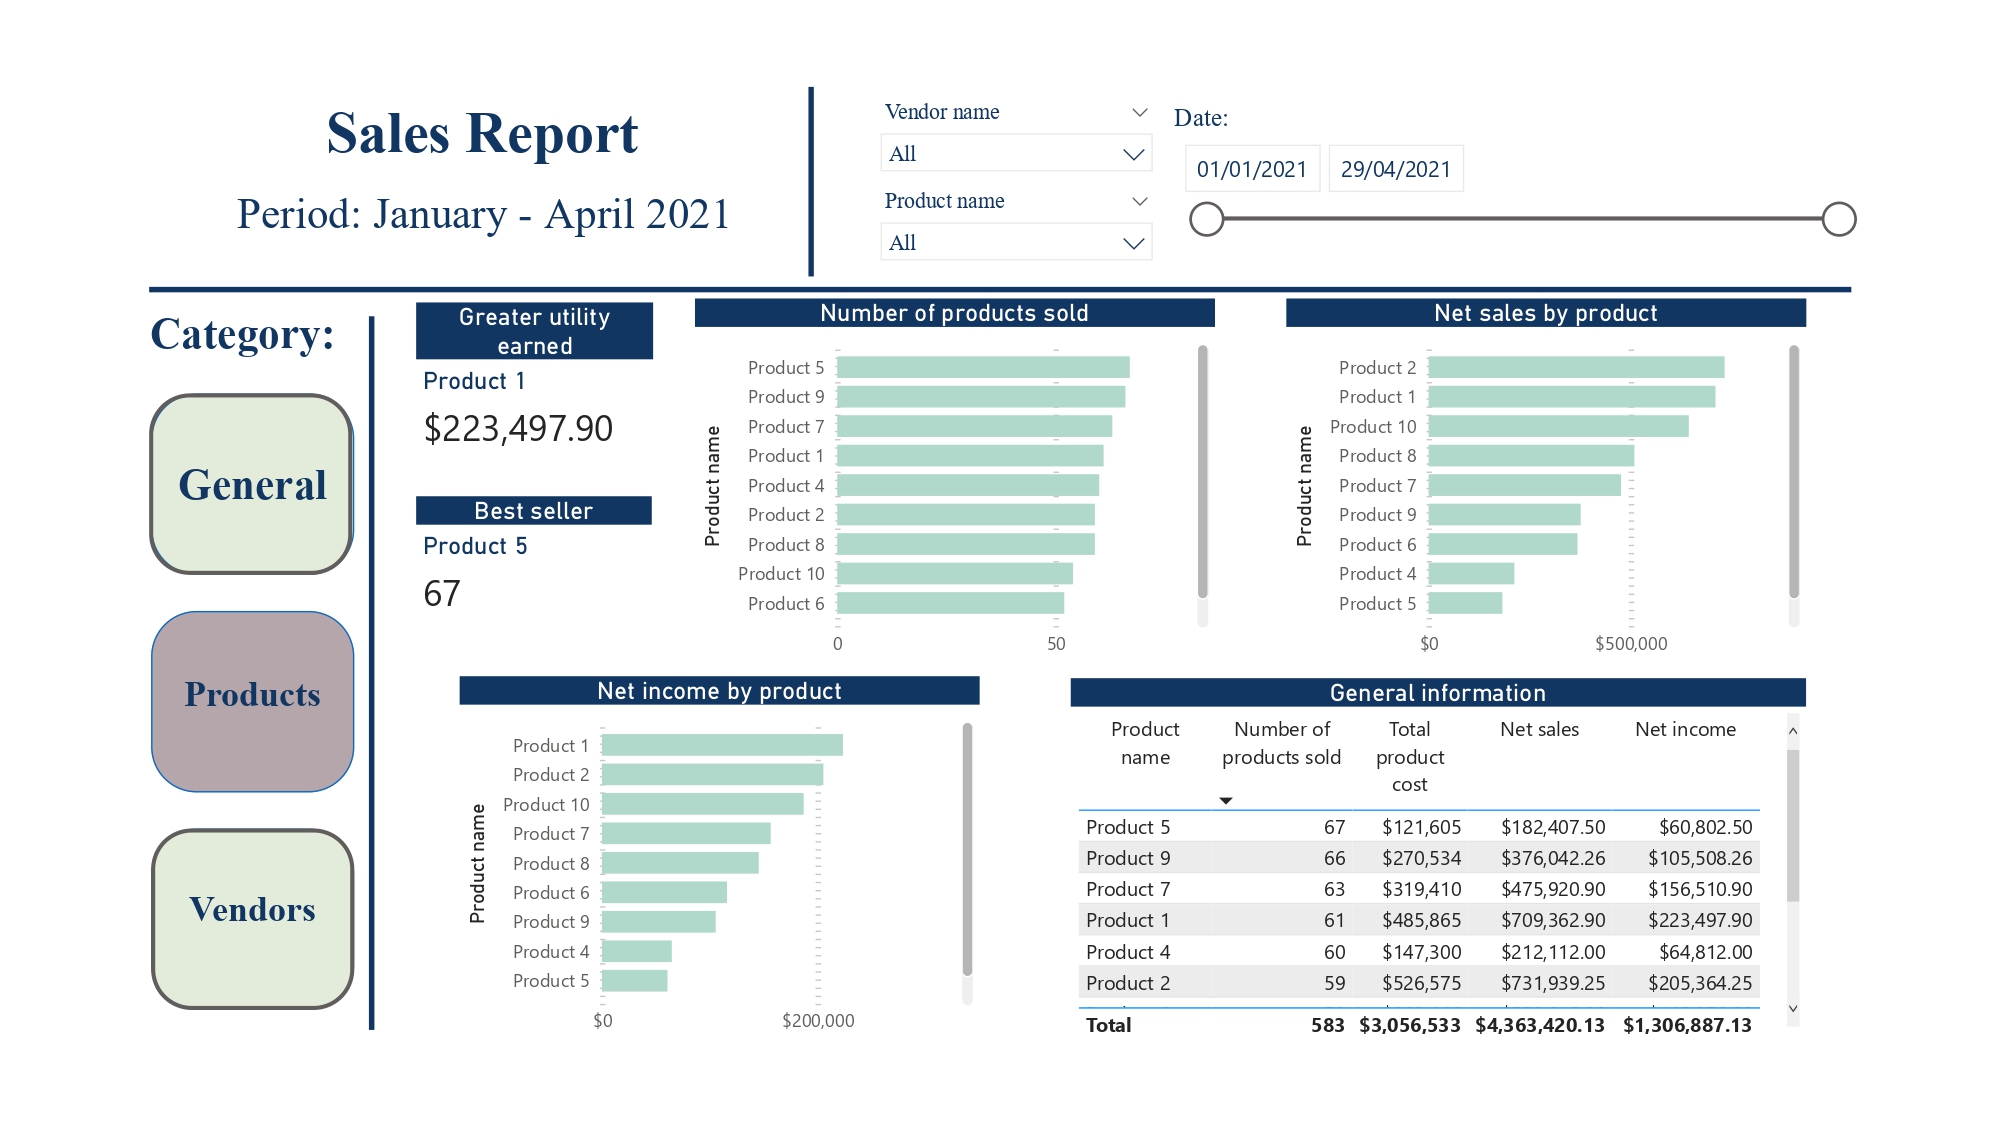 Sales Report
Period: January - April 2021
Vendor name
All
Product name
All
Date:
01/01/2021 29/04/2021
Category:
General
Products
Vendors
Greater utility
earned
Product 1
$223,497.90
Best seller
Product 5
67
Number of products sold
Product name
Product 5
Product 9
Product 7
Product 1
Product 4
Product 2
Product 8
Product 10
Product 6
0 50
Net sales by product
Product name
Product 2
Product 1
Product 10
Product 8
Product 7
Product 9
Product 6
Product 4
Product 5
$0 $500,000
Net income by product
Product name
Product 1
Product 2
Product 10
Product 7
Product 8
Product 6
Product 9
Product 4
Product 5
$0 $200,000
General information
Product name Number of products sold Total product cost Net sales Net income
Product 5 67 $121,605 $182,407.50 $60,802.50
Product 9 66 $270,534 $376,042.26 $105,508.26
Product 7 63 $319,410 $475,920.90 $156,510.90
Product 1 61 $485,865 $709,362.90 $223,497.90
Product 4 60 $147,300 $212,112.00 $64,812.00
Product 2 59 $526,575 $731,939.25 $205,364.25
Total 583 $3,056,533 $4,363,420.13 $1,306,887.13